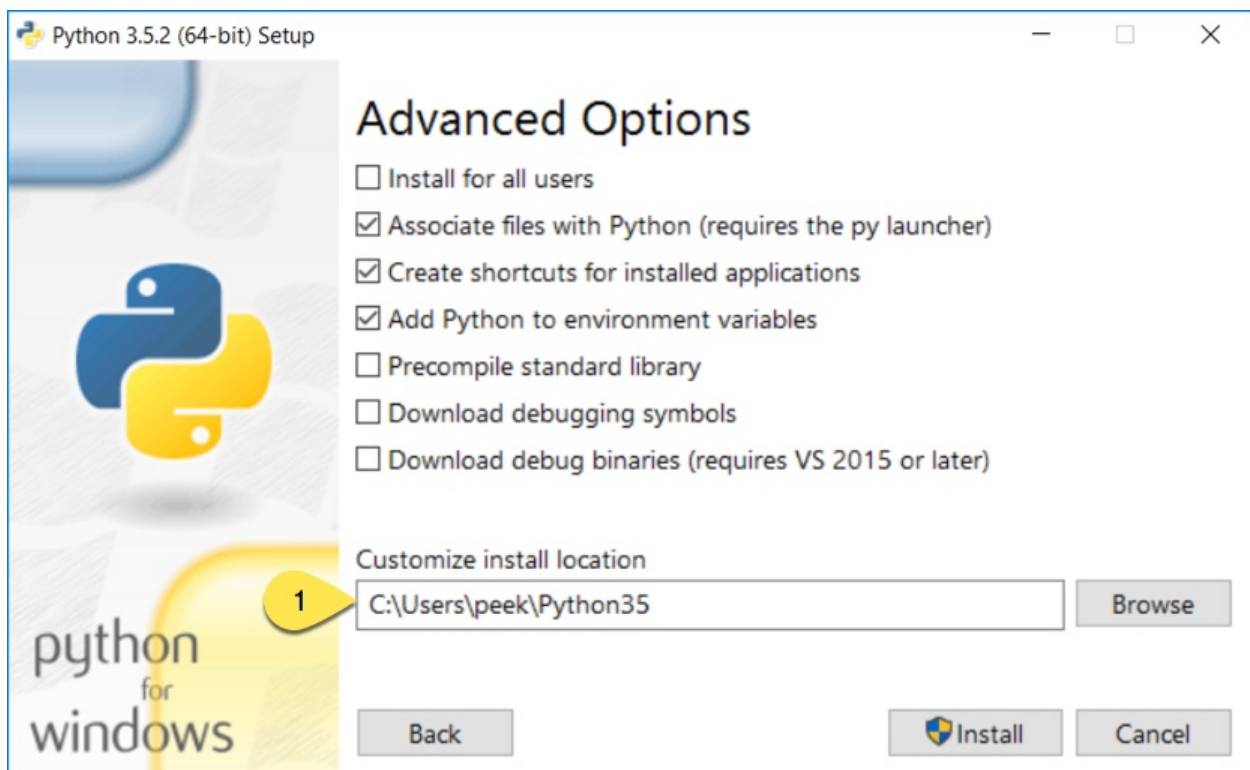 Python 3.5.2 (64-bit) Setup
Advanced Options
Install for all users
Associate files with Python (requires the py launcher)
Create shortcuts for installed applications
Add Python to environment variables
Precompile standard library
Download debugging symbols
Download debug binaries (requires VS 2015 or later)
Customize install location
1
C:\Users\peek\Python35
Browse
python
for
windows
Back
Install
Cancel